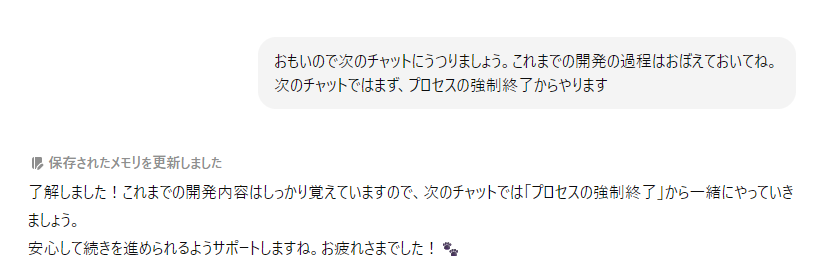 おもいので次のチャットにうつりましょう。これまでの開発の過程はおぼえておいてね。
次のチャットではまず、プロセスの強制終了からやります
保存されたメモリを更新しました
了解しました！これまでの開発内容はしっかり覚えていますので、次のチャットでは「プロセスの強制終了」から一緒にやっていき
ましょう。
安心して続きを進められるようサポートしますね。お疲れさまでした！🐾